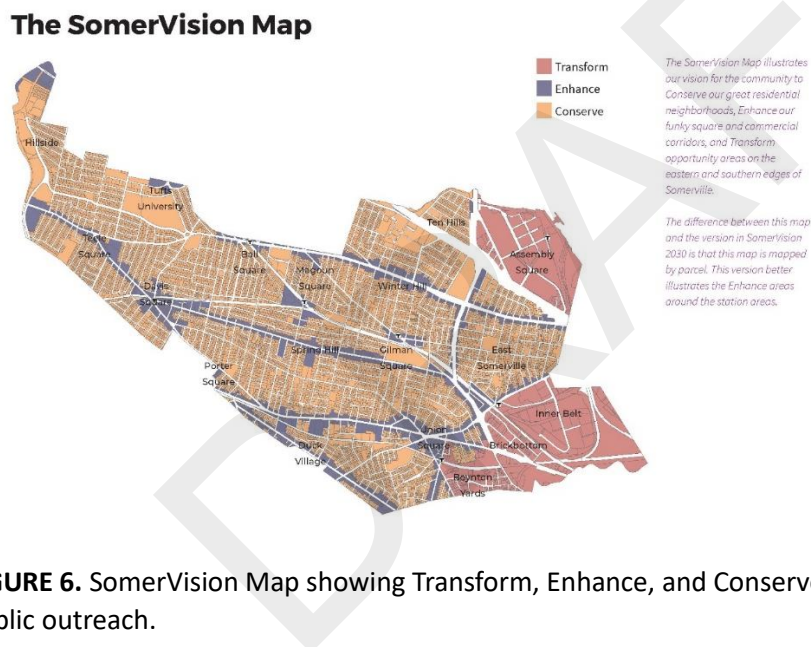 The SomerVision Map
Transform
Enhance
Conserve
The SomerVision Map illustrates
our vision for the community to
Conserve our great residential
neighborhoods, Enhance our
funky square and commercial
corridors, and Transform
opportunity areas on the
eastern and southern edges of
Somerville.
The difference between this map
and the version in SomerVision
2030 is that this map is mapped
by parcel. This version better
illustrates the Enhance areas
around the station areas.
Hillside
Tufts
University
Teele
Square
Davis
Square
Ball
Square
Magoun
Square
Winter Hill
Ten Hills
Assembly
Square
Spring Hill
Gilman
Square
East
Somerville
Porter
Square
Duck
Village
Union
Square
Inner Belt
Brickbottom
Boynton
Yards
GURE 6. SomerVision Map showing Transform, Enhance, and Conserve
blic outreach.
DRAF